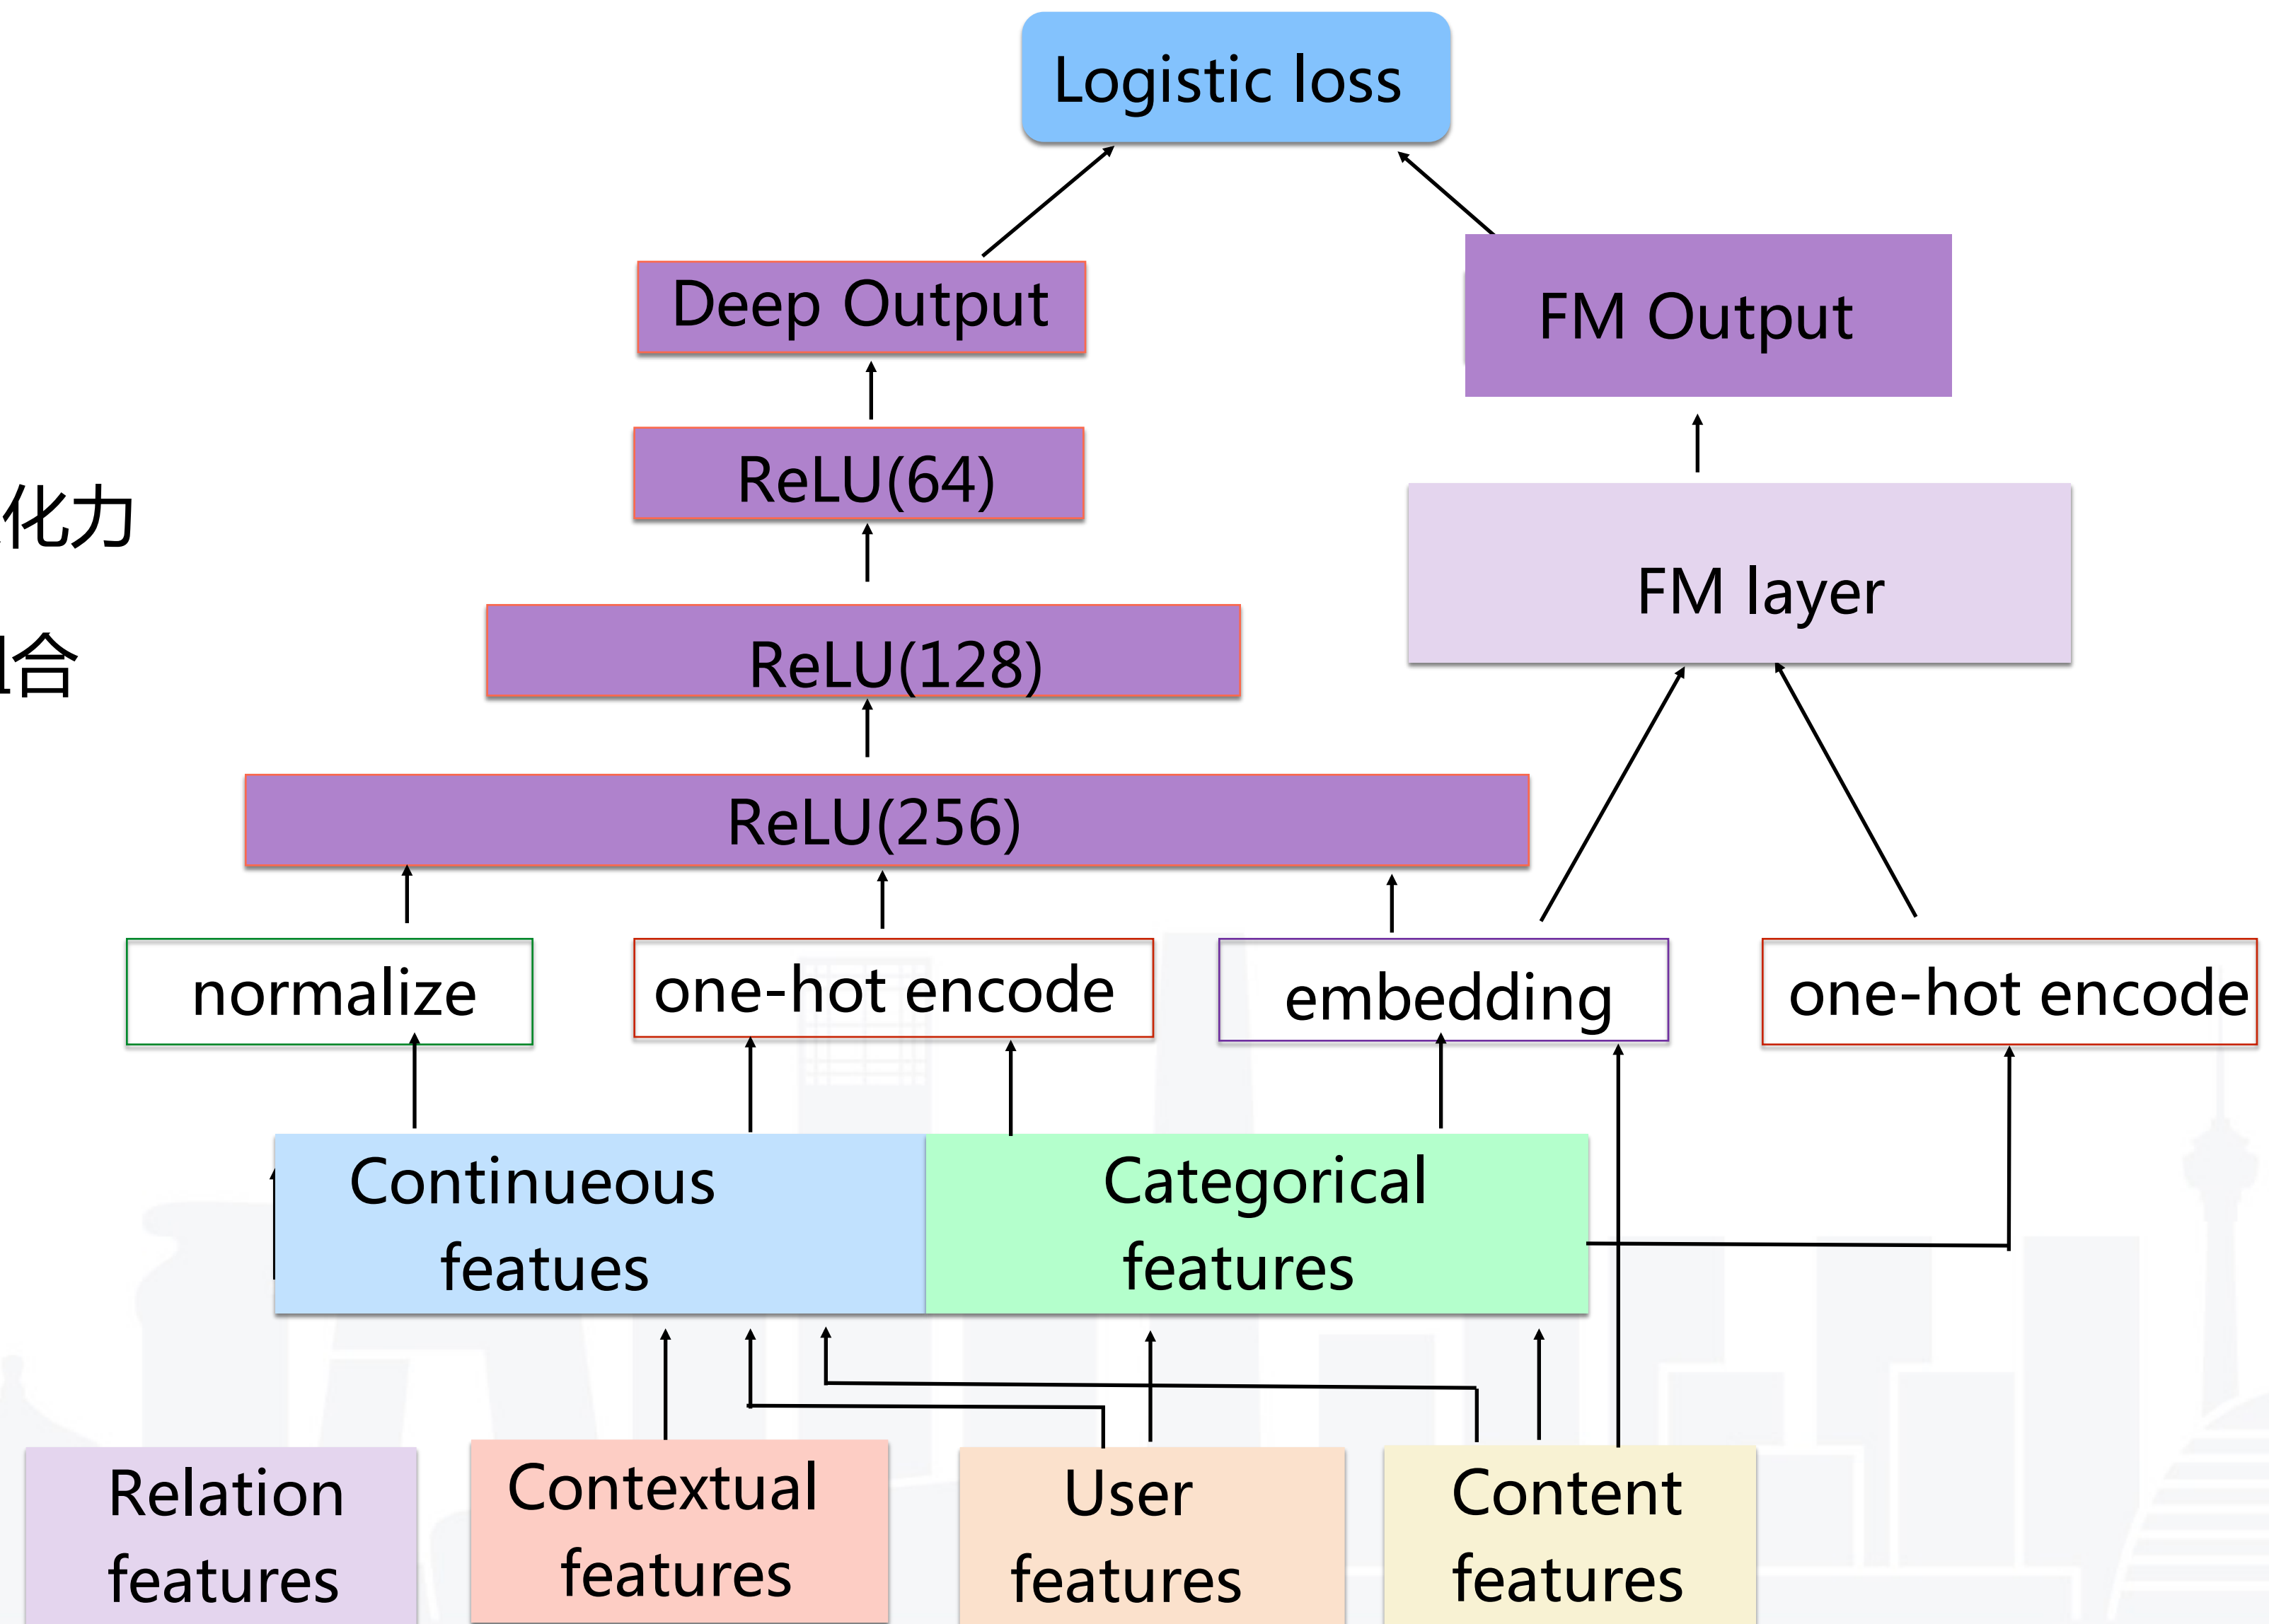 Logistic loss
Deep Output
FM Output
ReLU(64)
化力
FM layer
ReLU(128)
合
ReLU(256)
normalize
one-hot encode
embedding
one-hot encode
Continueous
featues
Categorical
features
Relation
features
Contextual
features
User
features
Content
features